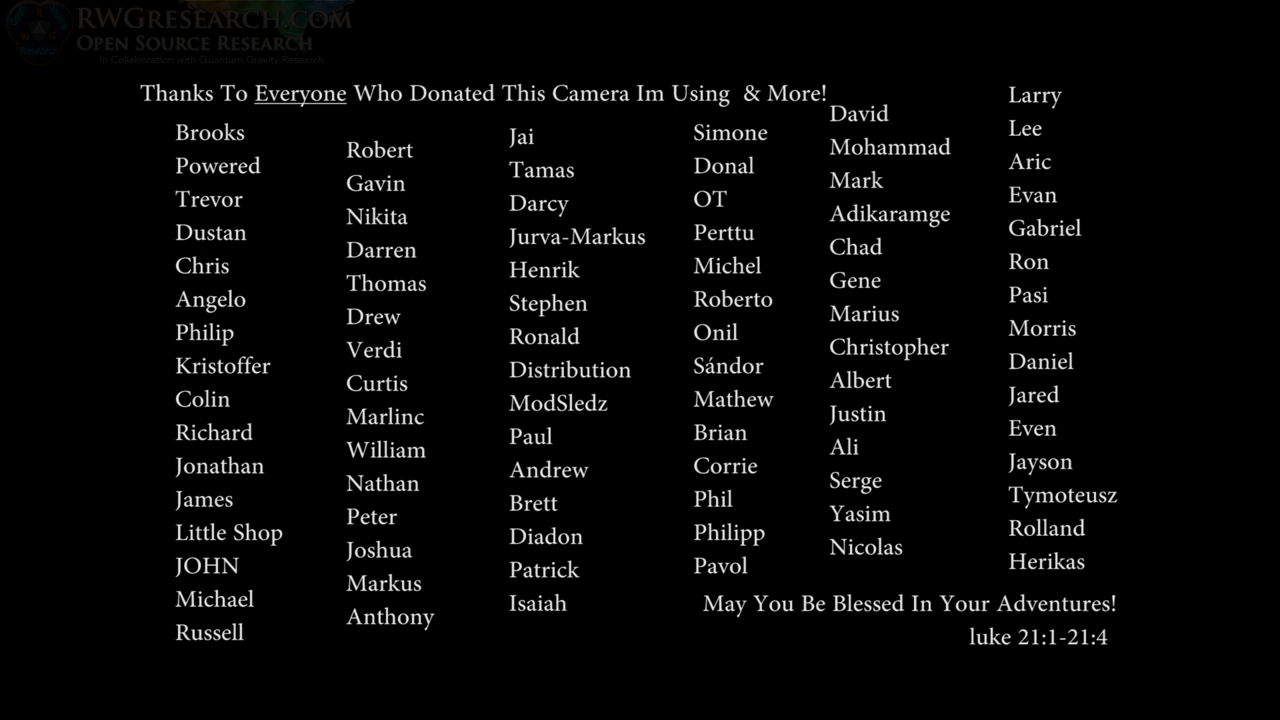 RWGresearch.com
Open Source Research
In Collaboration with Quantum Gravity Research
Thanks To Everyone Who Donated This Camera Im Using & More!
Brooks
Powered
Trevor
Dustan
Chris
Angelo
Philip
Kristoffer
Colin
Richard
Jonathan
James
Little Shop
JOHN
Michael
Russell
Robert
Gavin
Nikita
Darren
Thomas
Drew
Verdi
Curtis
Marlinc
William
Nathan
Peter
Joshua
Markus
Anthony
Jai
Tamas
Darcy
Jurva-Markus
Henrik
Stephen
Ronald
Distribution
ModSledz
Paul
Andrew
Brett
Diadon
Patrick
Isaiah
Simone
Donal
OT
Perttu
Michel
Roberto
Onil
Sándor
Mathew
Brian
Corrie
Phil
Philipp
Pavol
David
Mohammad
Mark
Adikaramge
Chad
Gene
Marius
Christopher
Albert
Justin
Ali
Serge
Yasim
Nicolas
Larry
Lee
Aric
Evan
Gabriel
Ron
Pasi
Morris
Daniel
Jared
Even
Jayson
Tymoteusz
Rolland
Herikas
May You Be Blessed In Your Adventures!
luke 21:1-21:4